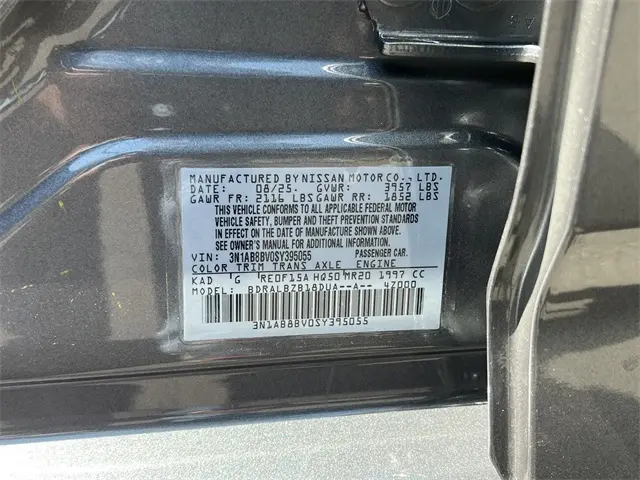 MANUFACTURED BY NISSAN MOTOR CO., LTD.
DATE: 08/25. GVWR: 3957 LBS
GAWR FR: 2116 LBS GAWR RR: 1852 LBS
THIS VEHICLE CONFORMS TO ALL APPLICABLE FEDERAL MOTOR
VEHICLE SAFETY, BUMPER AND THEFT PREVENTION STANDARDS
IN EFFECT ON THE DATE OF MANUFACTURE SHOWN ABOVE.
SEE OWNER'S MANUAL FOR ADDITIONAL INFORMATION.
VIN: 3N1AB8BV0SY395055 PASSENGER CAR.
COLOR TRIM TRANS AXLE ENGINE
KAD G RE0F15A HQ50 MR20 1997 CC
MODEL: BDRALBZB18DUA--A-- 4Z000
3N1AB8BV0SY395055